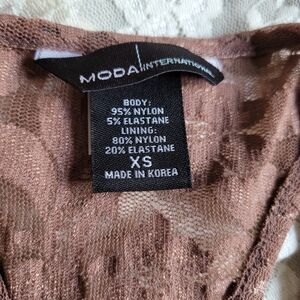 MODA INTERNATIONAL
BODY:
95% NYLON
5% ELASTANE
LINING:
80% NYLON
20% ELASTANE
XS
MADE IN KOREA